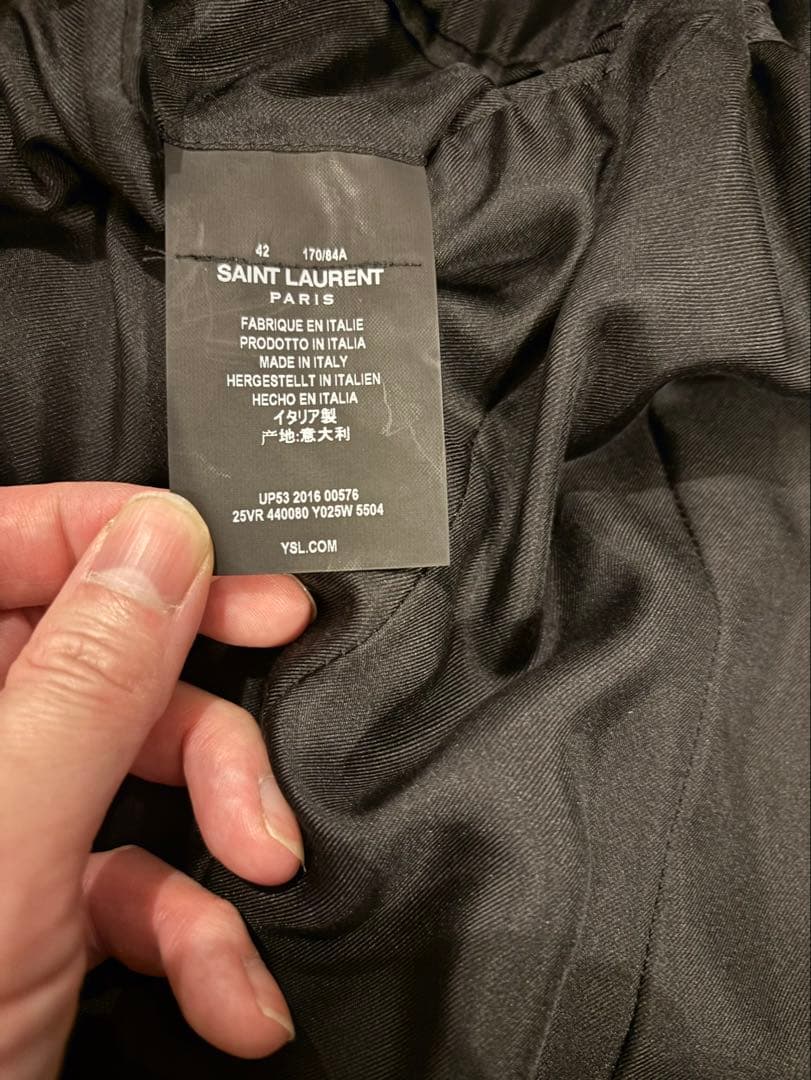 42 170/84A
SAINT LAURENT
PARIS
FABRIQUE EN ITALIE
PRODOTTO IN ITALIA
MADE IN ITALY
HERGESTELLT IN ITALIEN
HECHO EN ITALIA
イタリア製
产地:意大利
UP53 2016 00576
25VR 440080 Y025W 5504
YSL.COM